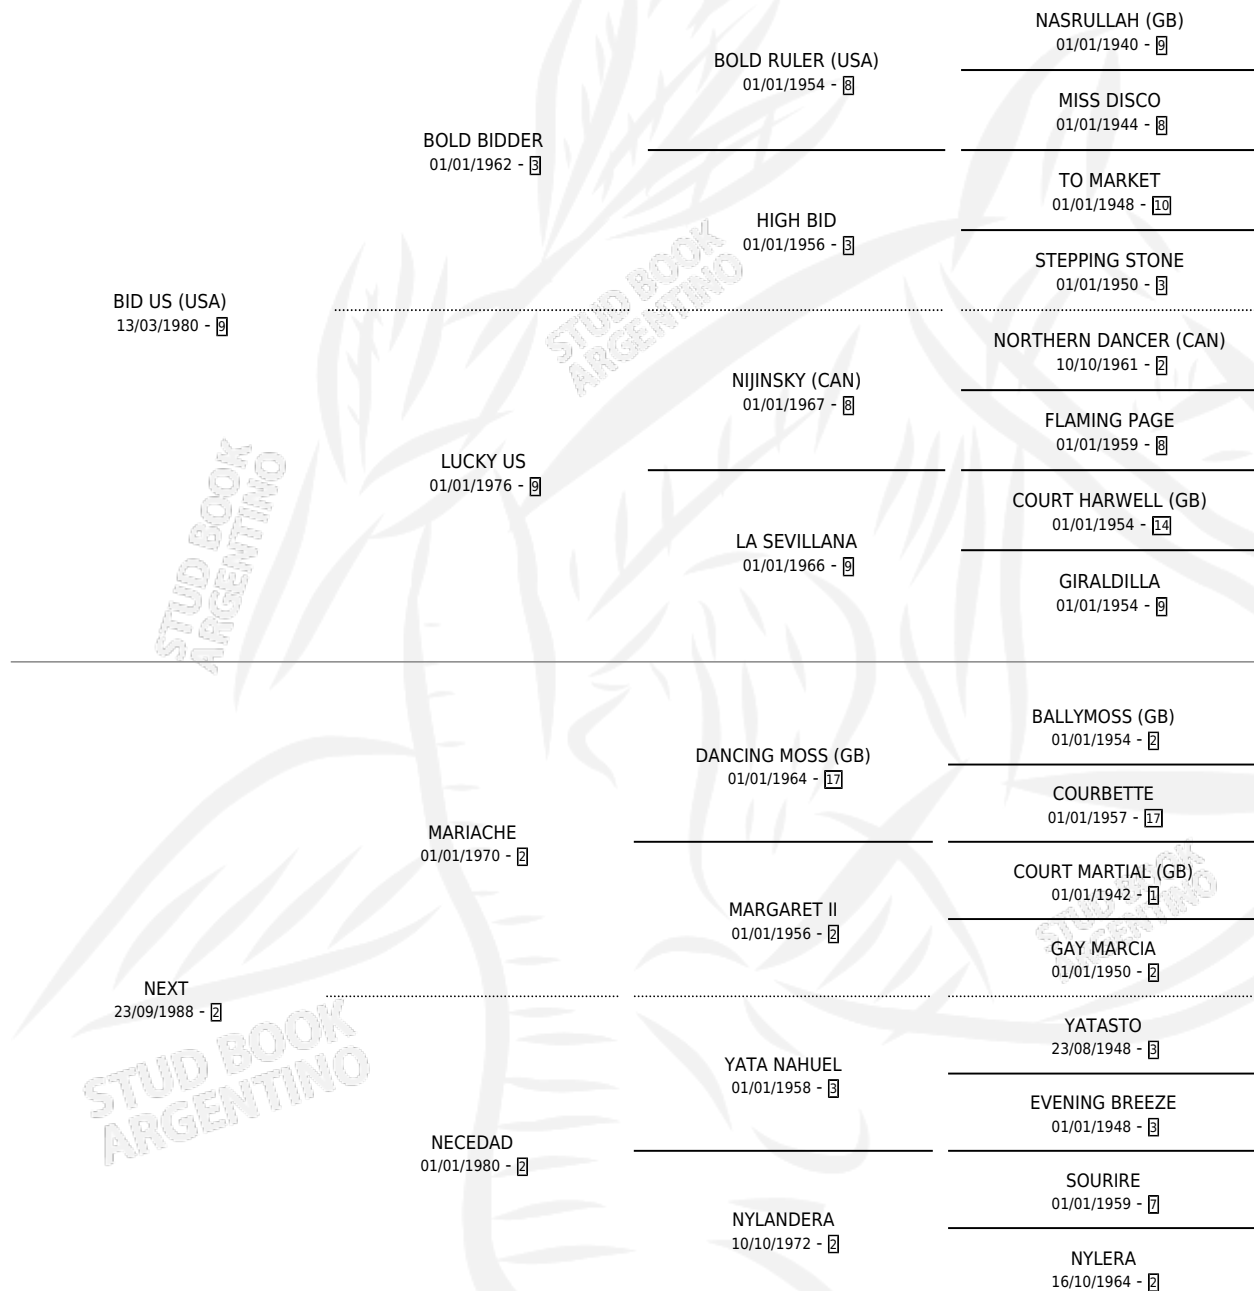 NASRULLAH (GB)
01/01/1940 - 9
BOLD RULER (USA)
01/01/1954 - 8
MISS DISCO
01/01/1944 - 8
BOLD BIDDER
01/01/1962 - 3
TO MARKET
01/01/1948 - 10
HIGH BID
01/01/1956 - 3
STEPPING STONE
01/01/1950 - 3
BID US (USA)
13/03/1980 - 9
NORTHERN DANCER (CAN)
10/10/1961 - 2
NIJINSKY (CAN)
01/01/1967 - 8
FLAMING PAGE
01/01/1959 - 8
LUCKY US
01/01/1976 - 9
COURT HARWELL (GB)
01/01/1954 - 14
LA SEVILLANA
01/01/1966 - 9
GIRALDILLA
01/01/1954 - 9
BALLYMOSS (GB)
01/01/1954 - 2
DANCING MOSS (GB)
01/01/1964 - 17
COURBETTE
01/01/1957 - 17
MARIACHE
01/01/1970 - 2
COURT MARTIAL (GB)
01/01/1942 - 1
MARGARET II
01/01/1956 - 2
GAY MARCIA
01/01/1950 - 2
NEXT
23/09/1988 - 2
YATASTO
23/08/1948 - 3
YATA NAHUEL
01/01/1958 - 3
EVENING BREEZE
01/01/1948 - 3
NECEDAD
01/01/1980 - 2
SOURIRE
01/01/1959 - 7
NYLANDERA
10/10/1972 - 2
NYLERA
16/10/1964 - 2
STUD BOOK
ARGENTINO
STUD BOOK
ARGENTINO
STUD BOOK
ARGENTINO
STUD BOOK
ARGENTINO